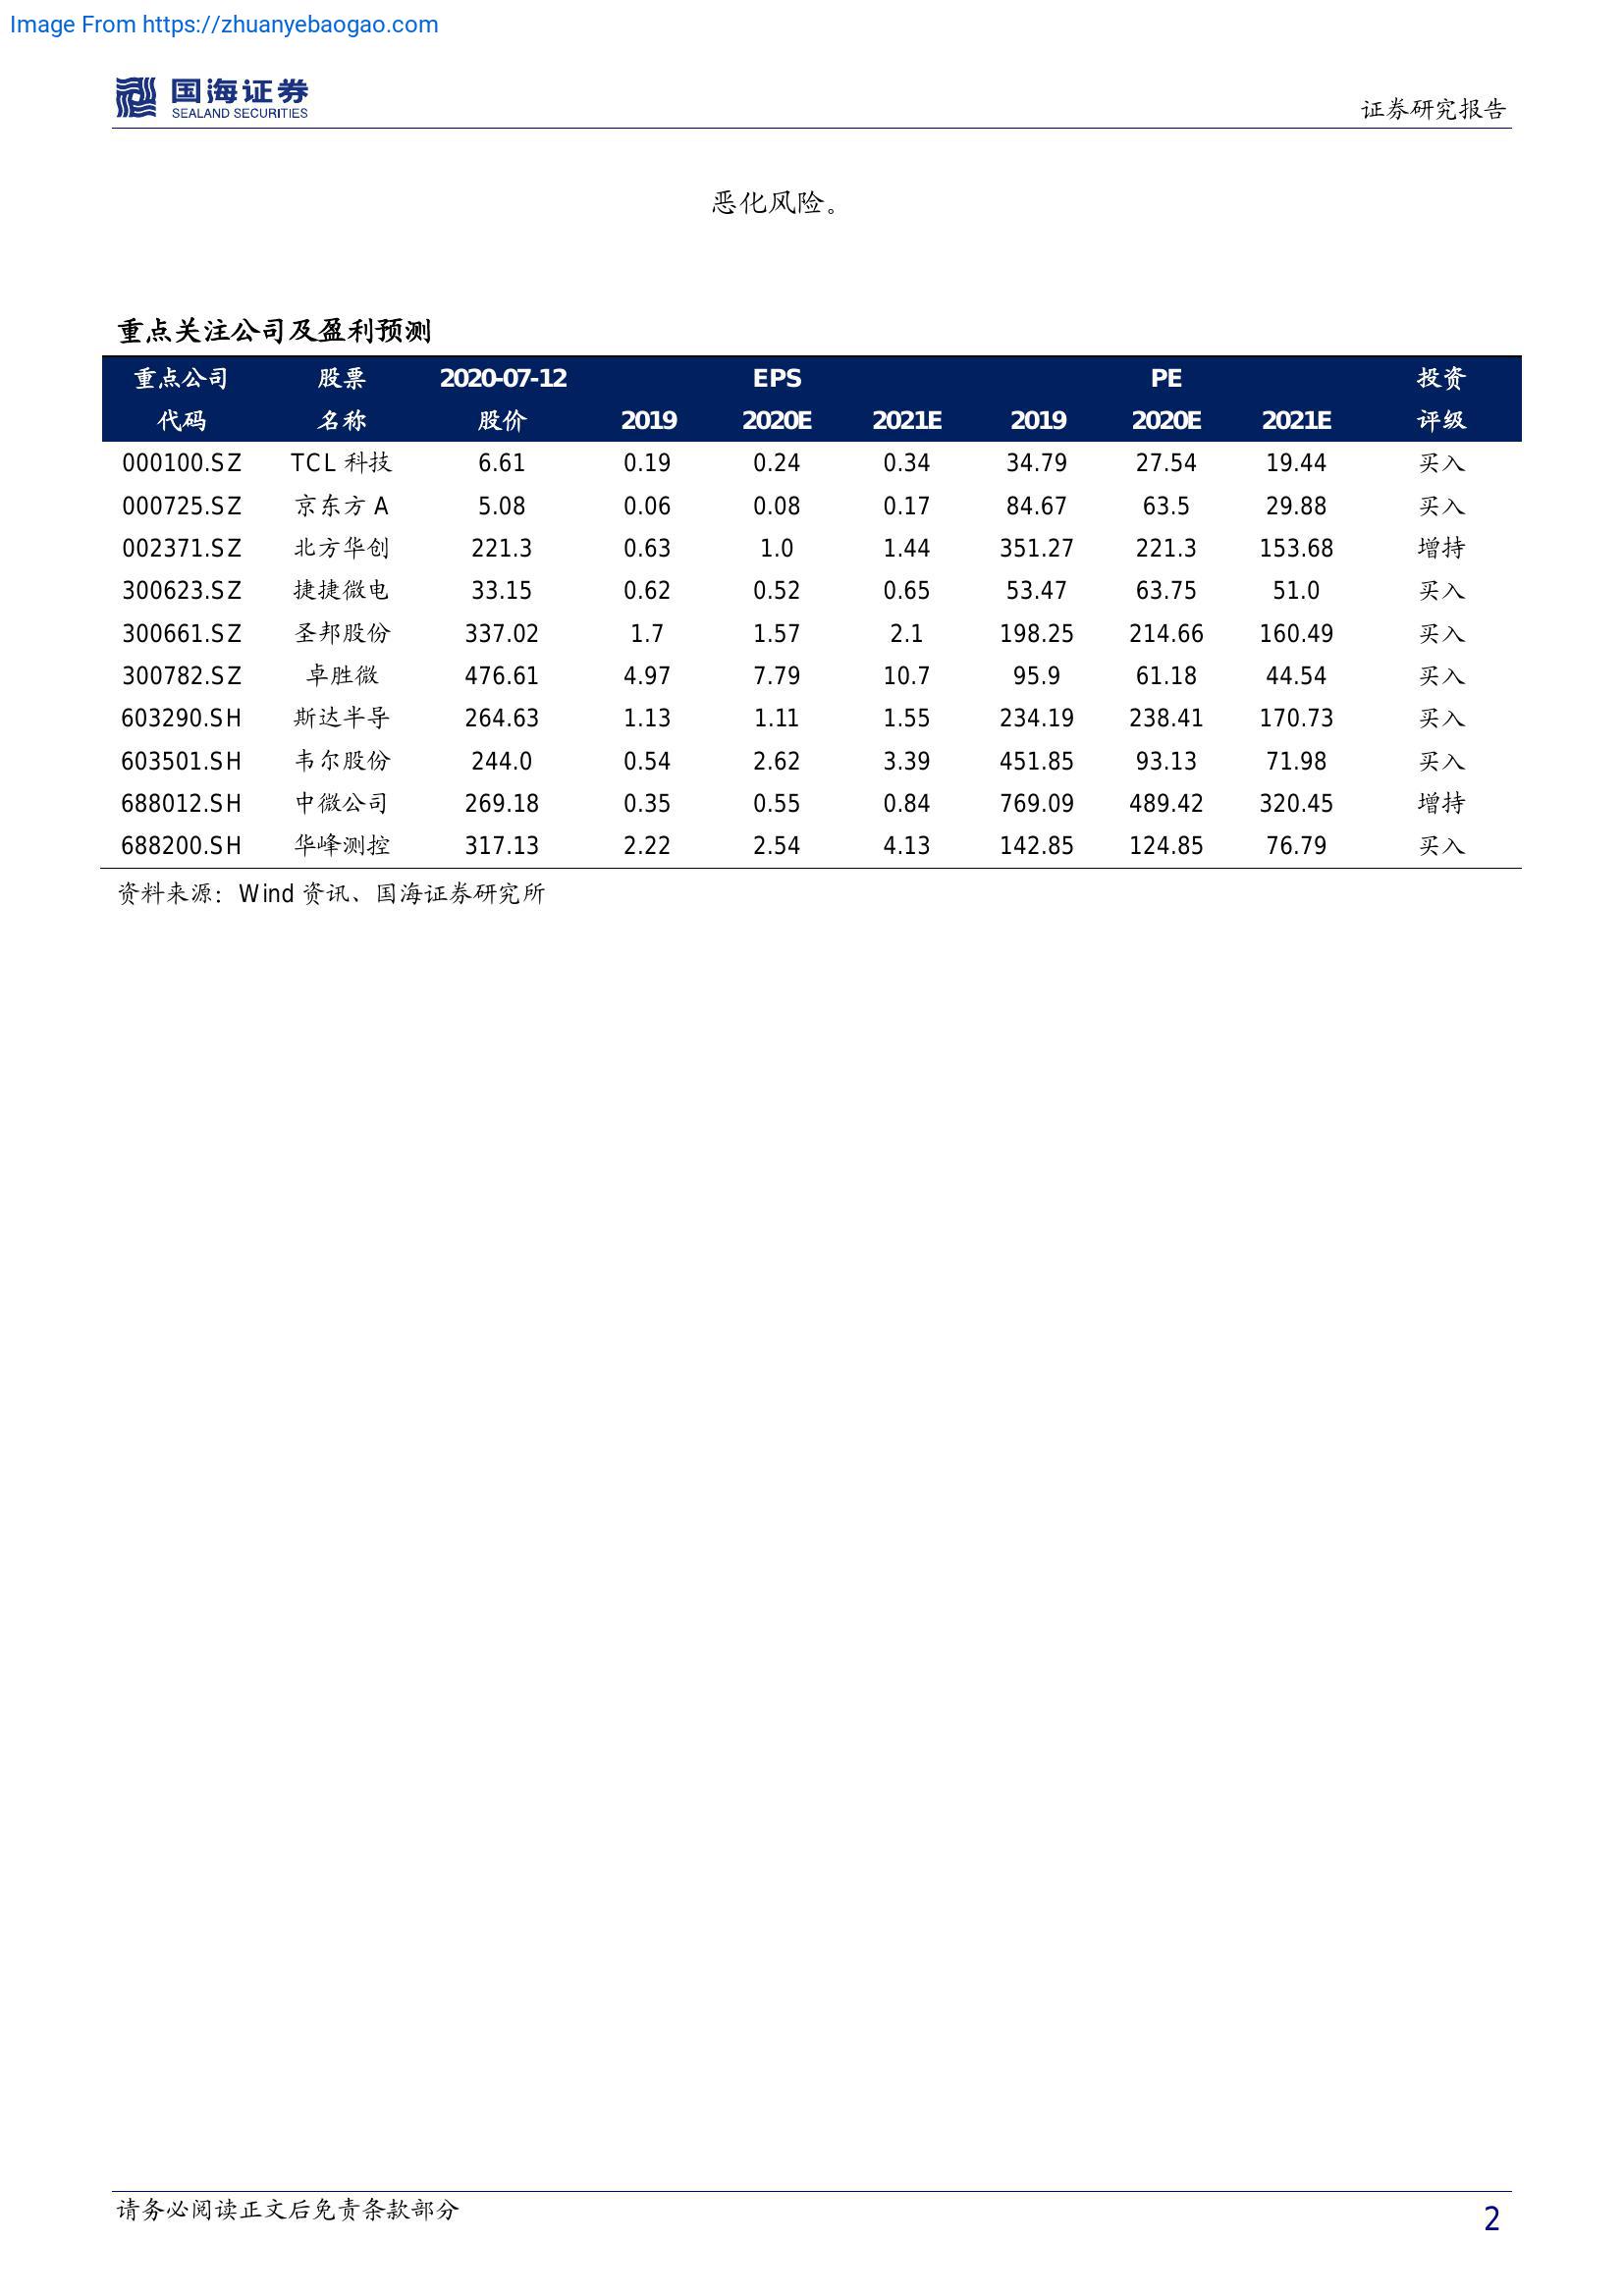 Image From https://zhuanyebaogao.com
国海证券
SEALAND SECURITIES
证券研究报告
恶化风险。
重点关注公司及盈利预测
重点公司 股票 2020-07-12 EPS PE 投资
代码 名称 股价 2019 2020E 2021E 2019 2020E 2021E 评级
000100.SZ TCL 科技 6.61 0.19 0.24 0.34 34.79 27.54 19.44 买入
000725.SZ 京东方 A 5.08 0.06 0.08 0.17 84.67 63.5 29.88 买入
002371.SZ 北方华创 221.3 0.63 1.0 1.44 351.27 221.3 153.68 增持
300623.SZ 捷捷微电 33.15 0.62 0.52 0.65 53.47 63.75 51.0 买入
300661.SZ 圣邦股份 337.02 1.7 1.57 2.1 198.25 214.66 160.49 买入
300782.SZ 卓胜微 476.61 4.97 7.79 10.7 95.9 61.18 44.54 买入
603290.SH 斯达半导 264.63 1.13 1.11 1.55 234.19 238.41 170.73 买入
603501.SH 韦尔股份 244.0 0.54 2.62 3.39 451.85 93.13 71.98 买入
688012.SH 中微公司 269.18 0.35 0.55 0.84 769.09 489.42 320.45 增持
688200.SH 华峰测控 317.13 2.22 2.54 4.13 142.85 124.85 76.79 买入
资料来源：Wind 资讯、国海证券研究所
请务必阅读正文后免责条款部分
2